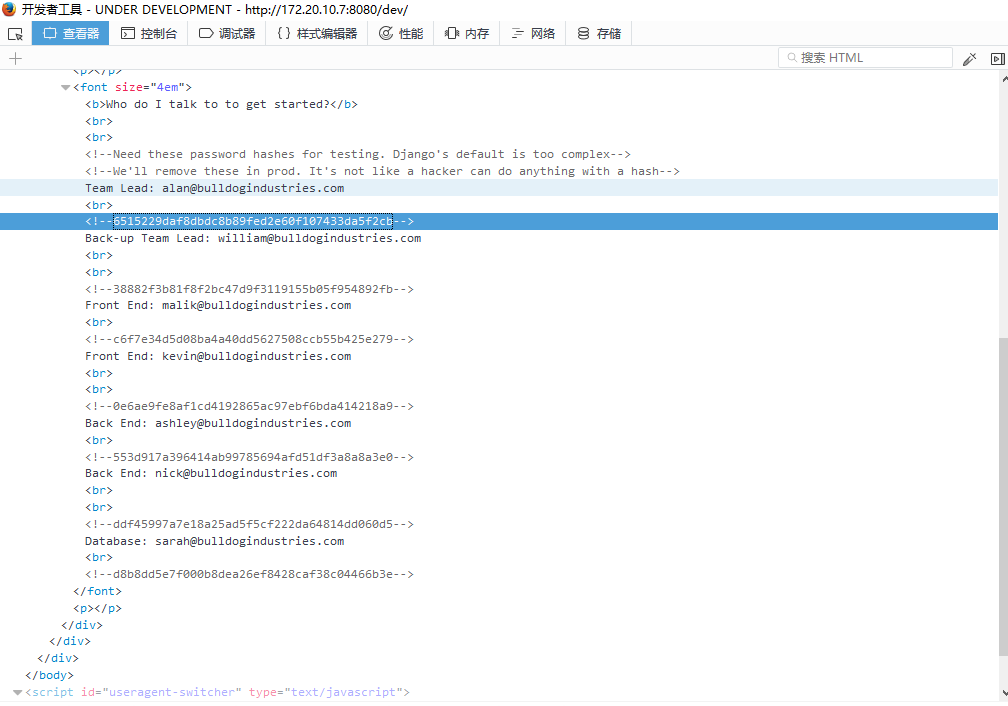 开发者工具 - UNDER DEVELOPMENT - http://172.20.10.7:8080/dev/
查看器 控制台 调试器 { } 样式编辑器 性能 内存 网络 存储
搜索 HTML
<p></p>
<font size="4em">
<b>Who do I talk to to get started?</b>
<br>
<br>
<!--Need these password hashes for testing. Django's default is too complex-->
<!--We'll remove these in prod. It's not like a hacker can do anything with a hash-->
Team Lead: alan@bulldogindustries.com
<br>
<!--6515229daf8dbdc8b89fed2e60f107433da5f2cb-->
Back-up Team Lead: william@bulldogindustries.com
<br>
<br>
<!--38882f3b81f8f2bc47d9f3119155b05f954892fb-->
Front End: malik@bulldogindustries.com
<br>
<!--c6f7e34d5d08ba4a40dd5627508ccb55b425e279-->
Front End: kevin@bulldogindustries.com
<br>
<br>
<!--0e6ae9fe8af1cd4192865ac97ebf6bda414218a9-->
Back End: ashley@bulldogindustries.com
<br>
<!--553d917a396414ab99785694afd51df3a8a8a3e0-->
Back End: nick@bulldogindustries.com
<br>
<br>
<!--ddf45997a7e18a25ad5f5cf222da64814dd060d5-->
Database: sarah@bulldogindustries.com
<br>
<!--d8b8dd5e7f000b8dea26ef8428caf38c04466b3e-->
</font>
<p></p>
</div>
</div>
</div>
</body>
<script id="useragent-switcher" type="text/javascript">